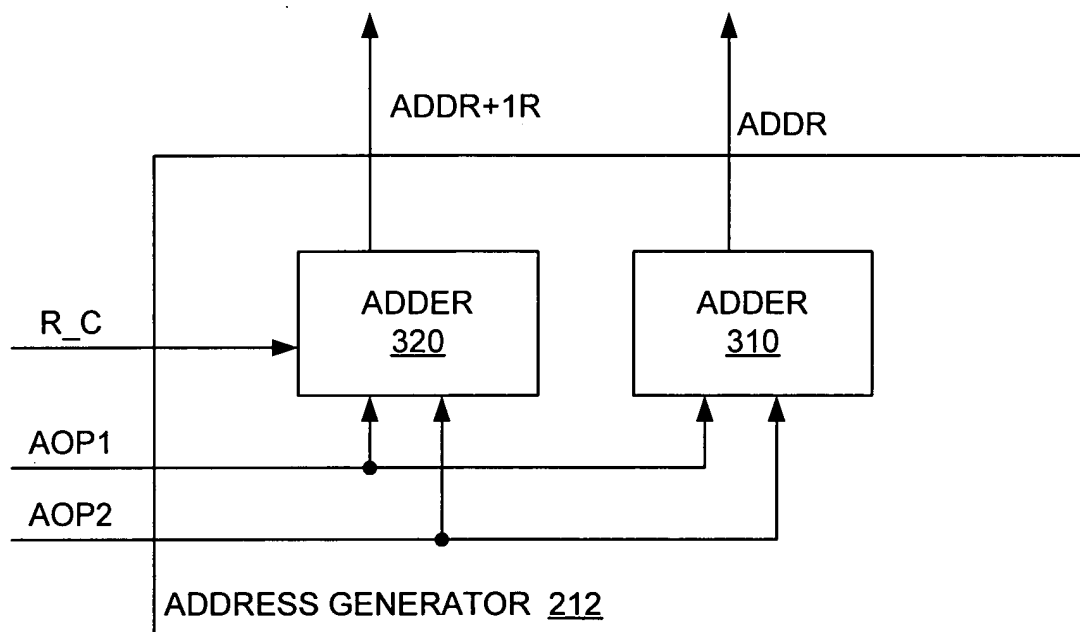 ADDR+1R
ADDR
ADDER
320
ADDER
310
R_C
AOP1
AOP2
ADDRESS GENERATOR 212